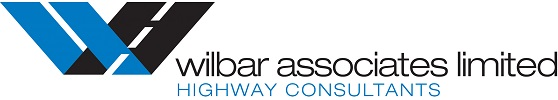 wilbar associates limited
HIGHWAY CONSULTANTS